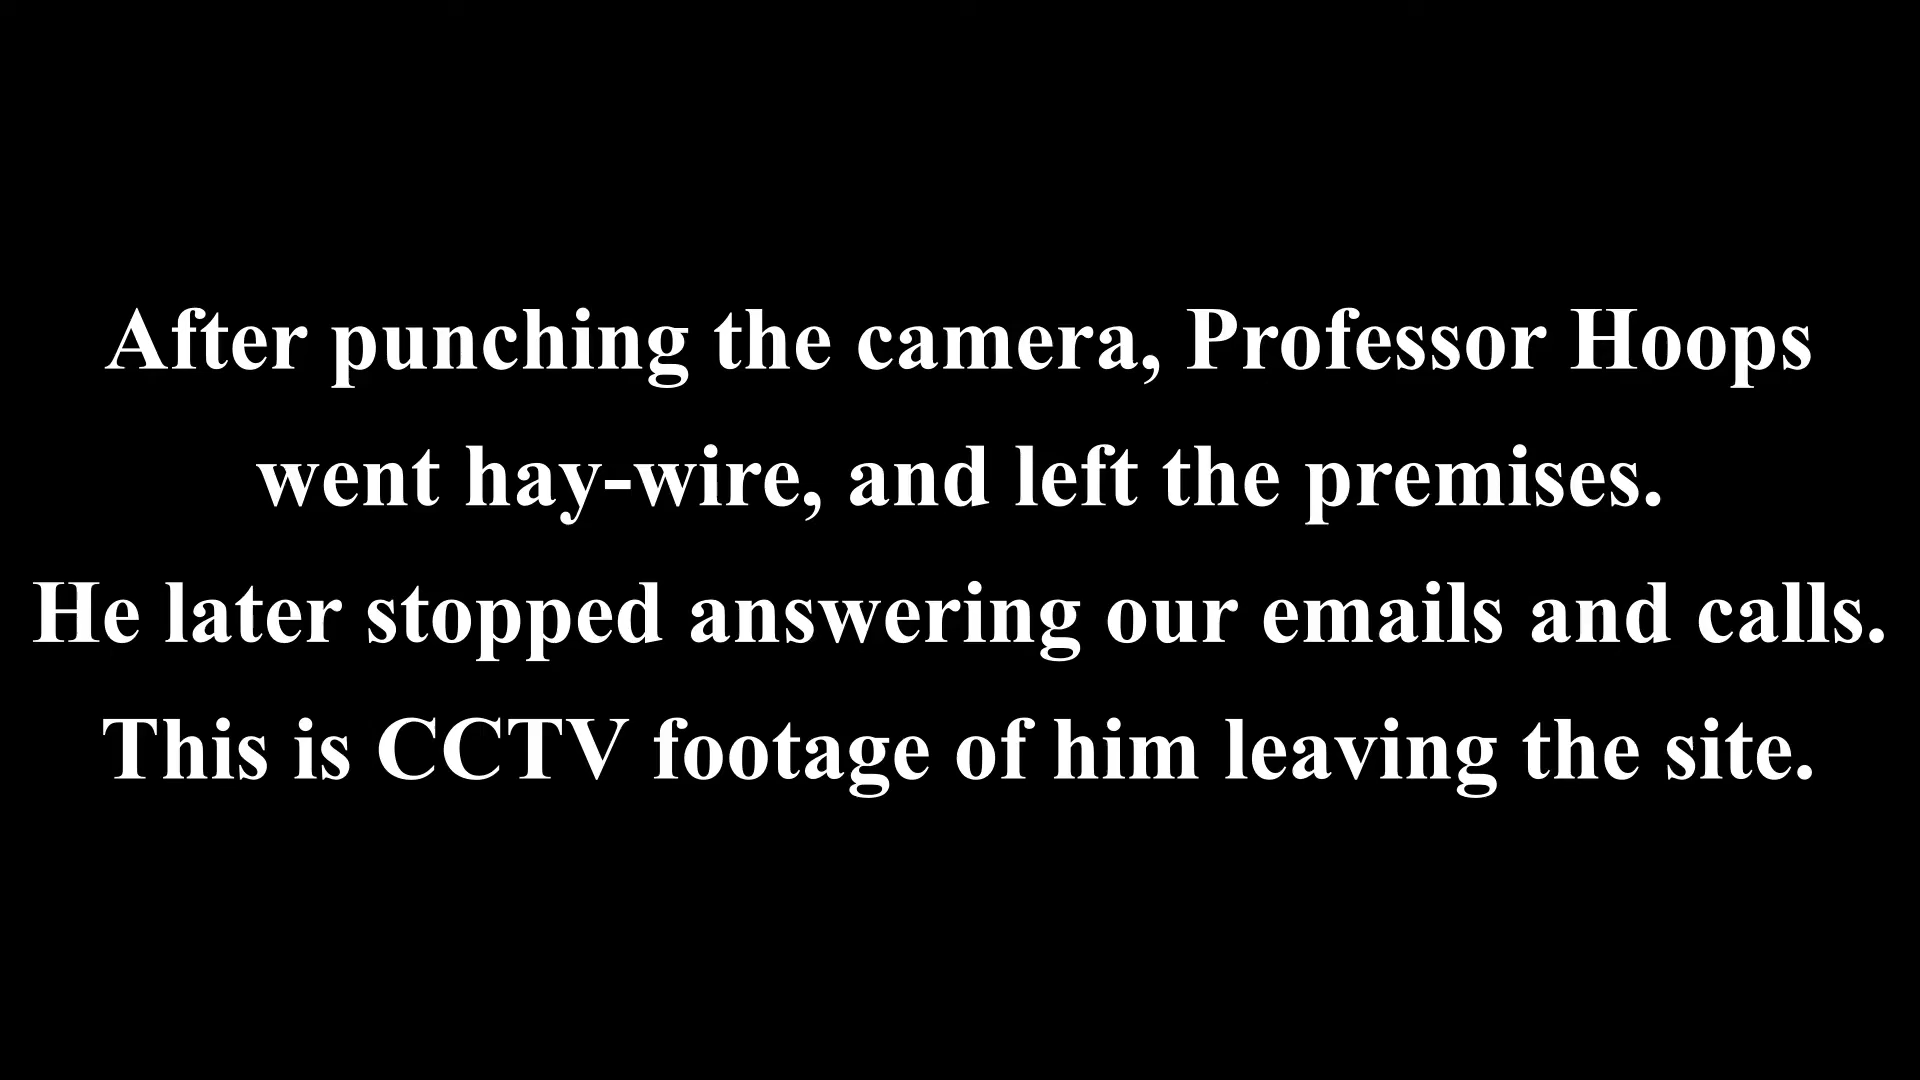 After punching the camera, Professor Hoops
went hay-wire, and left the premises.
He later stopped answering our emails and calls.
This is CCTV footage of him leaving the site.